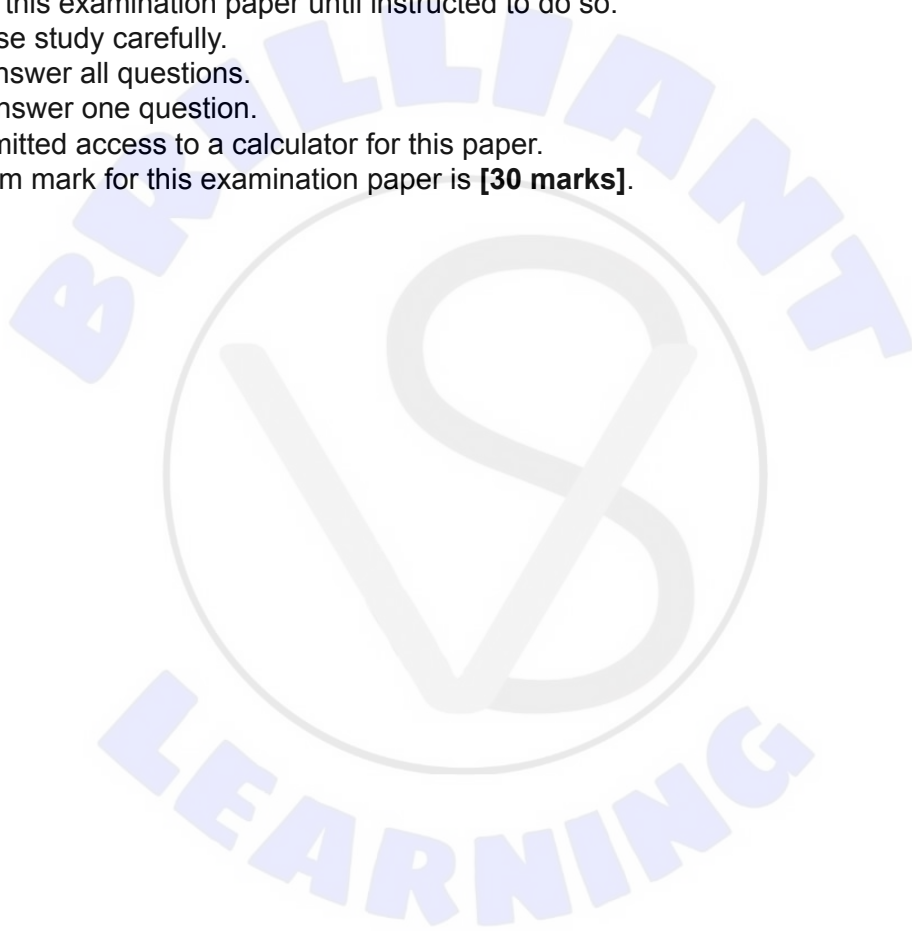 this examination paper until instructed to do so.
se study carefully.
nswer all questions.
nswer one question.
mitted access to a calculator for this paper.
m mark for this examination paper is [30 marks].
BRILLIANT
VS
LEARNING